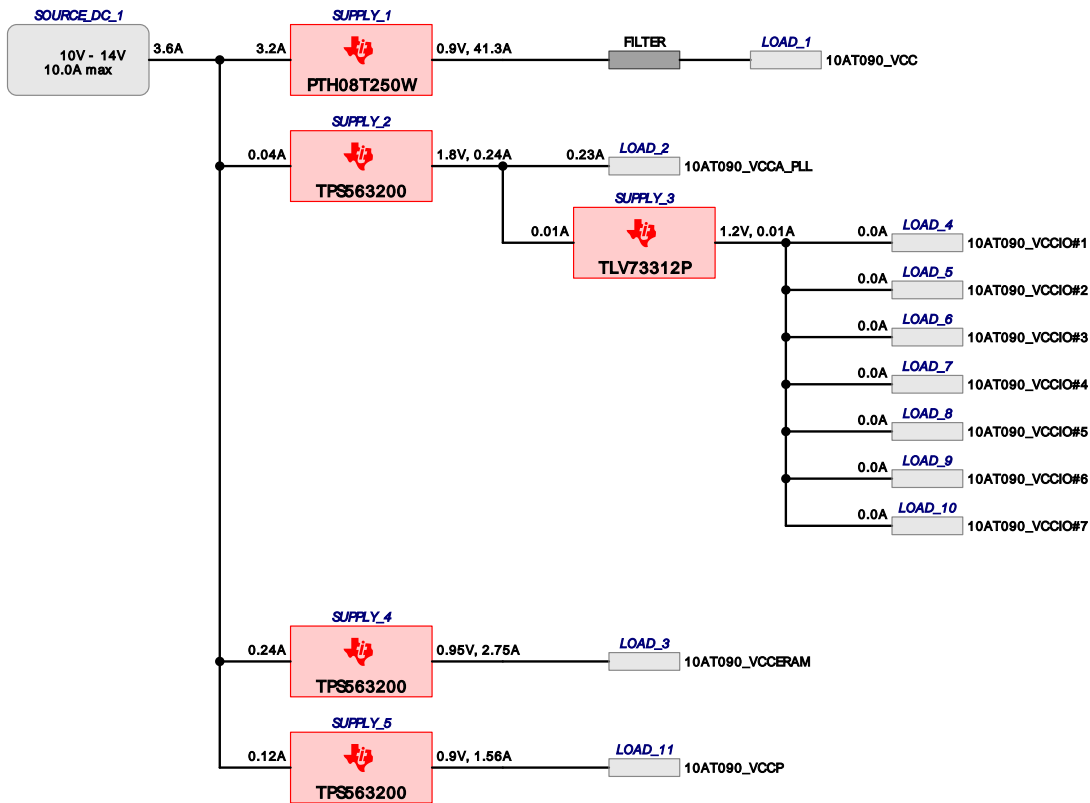 SOURCE_DC_1
10V - 14V
10.0A max
3.6A
SUPPLY_1
3.2A
PTH08T250W
0.9V, 41.3A
FILTER
LOAD_1
10AT090_VCC
SUPPLY_2
0.04A
TPS563200
1.8V, 0.24A
0.23A
LOAD_2
10AT090_VCCA_PLL
SUPPLY_3
0.01A
TLV73312P
1.2V, 0.01A
0.0A
LOAD_4
10AT090_VCCIO#1
0.0A
LOAD_5
10AT090_VCCIO#2
0.0A
LOAD_6
10AT090_VCCIO#3
0.0A
LOAD_7
10AT090_VCCIO#4
0.0A
LOAD_8
10AT090_VCCIO#5
0.0A
LOAD_9
10AT090_VCCIO#6
0.0A
LOAD_10
10AT090_VCCIO#7
SUPPLY_4
0.24A
TPS563200
0.95V, 2.75A
LOAD_3
10AT090_VCCERAM
SUPPLY_5
0.12A
TPS563200
0.9V, 1.56A
LOAD_11
10AT090_VCCP